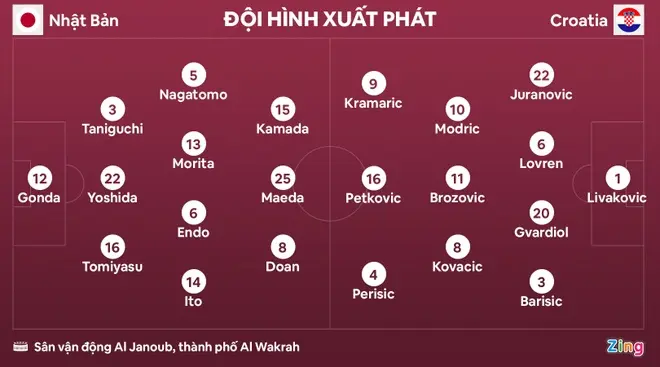 Nhật Bản
ĐỘI HÌNH XUẤT PHÁT
Croatia
12
Gonda
3
Taniguchi
22
Yoshida
16
Tomiyasu
5
Nagatomo
13
Morita
6
Endo
14
Ito
15
Kamada
25
Maeda
8
Doan
9
Kramaric
16
Petkovic
4
Perisic
10
Modric
11
Brozovic
8
Kovacic
22
Juranovic
6
Lovren
20
Gvardiol
3
Barisic
1
Livakovic
Sân vận động Al Janoub, thành phố Al Wakrah
Zing